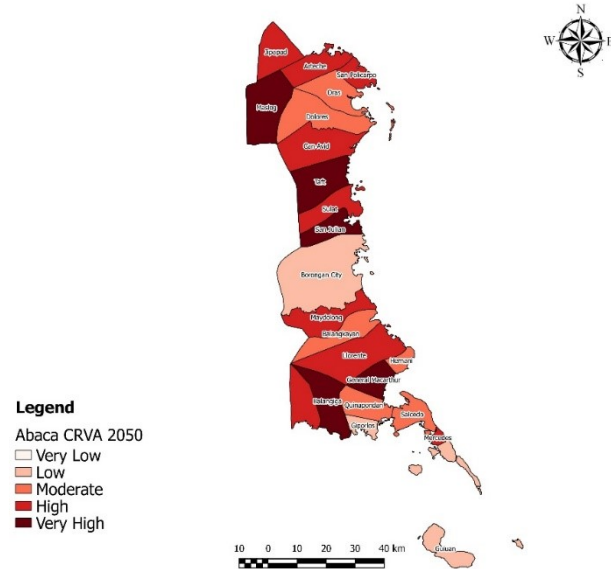 N
W E
S
Jipapad
Arteche
San Policarpo
Oras
Maslog
Dolores
Can-Avid
Taft
Sulat
San Julian
Borongan City
Maydolong
Balangkayan
Llorente
Hernani
General Macarthur
Balangiga
Quinapondan
Salcedo
Giporlos
Mercedes
Guiuan
Legend
Abaca CRVA 2050
Very Low
Low
Moderate
High
Very High
10 0 10 20 30 40 km